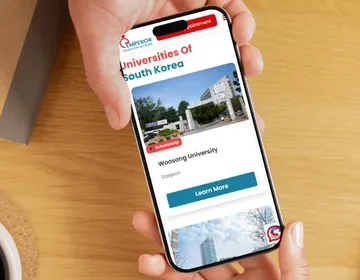 EMPEROR
ppointment
Universities Of
South Korea
Scholarship
Woosong University
Daejeon
Learn More